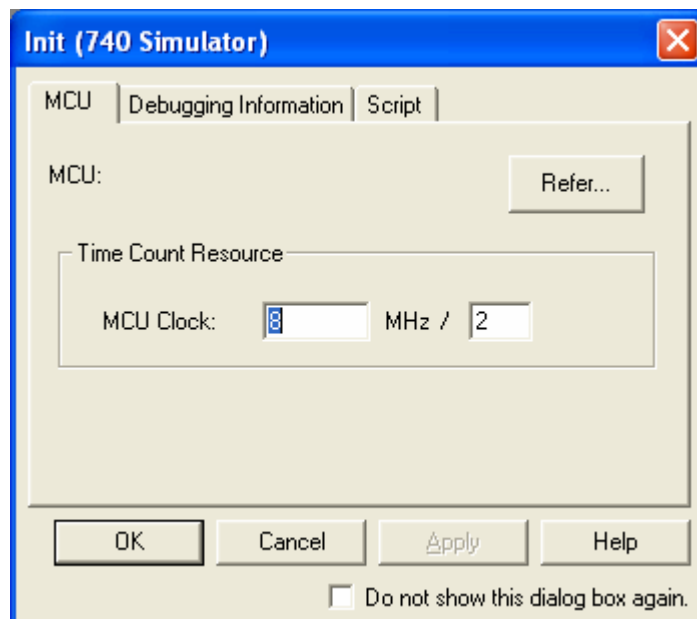 Init (740 Simulator)
MCU Debugging Information Script
MCU: Refer...
Time Count Resource
MCU Clock: 8 MHz / 2
OK Cancel Apply Help
Do not show this dialog box again.